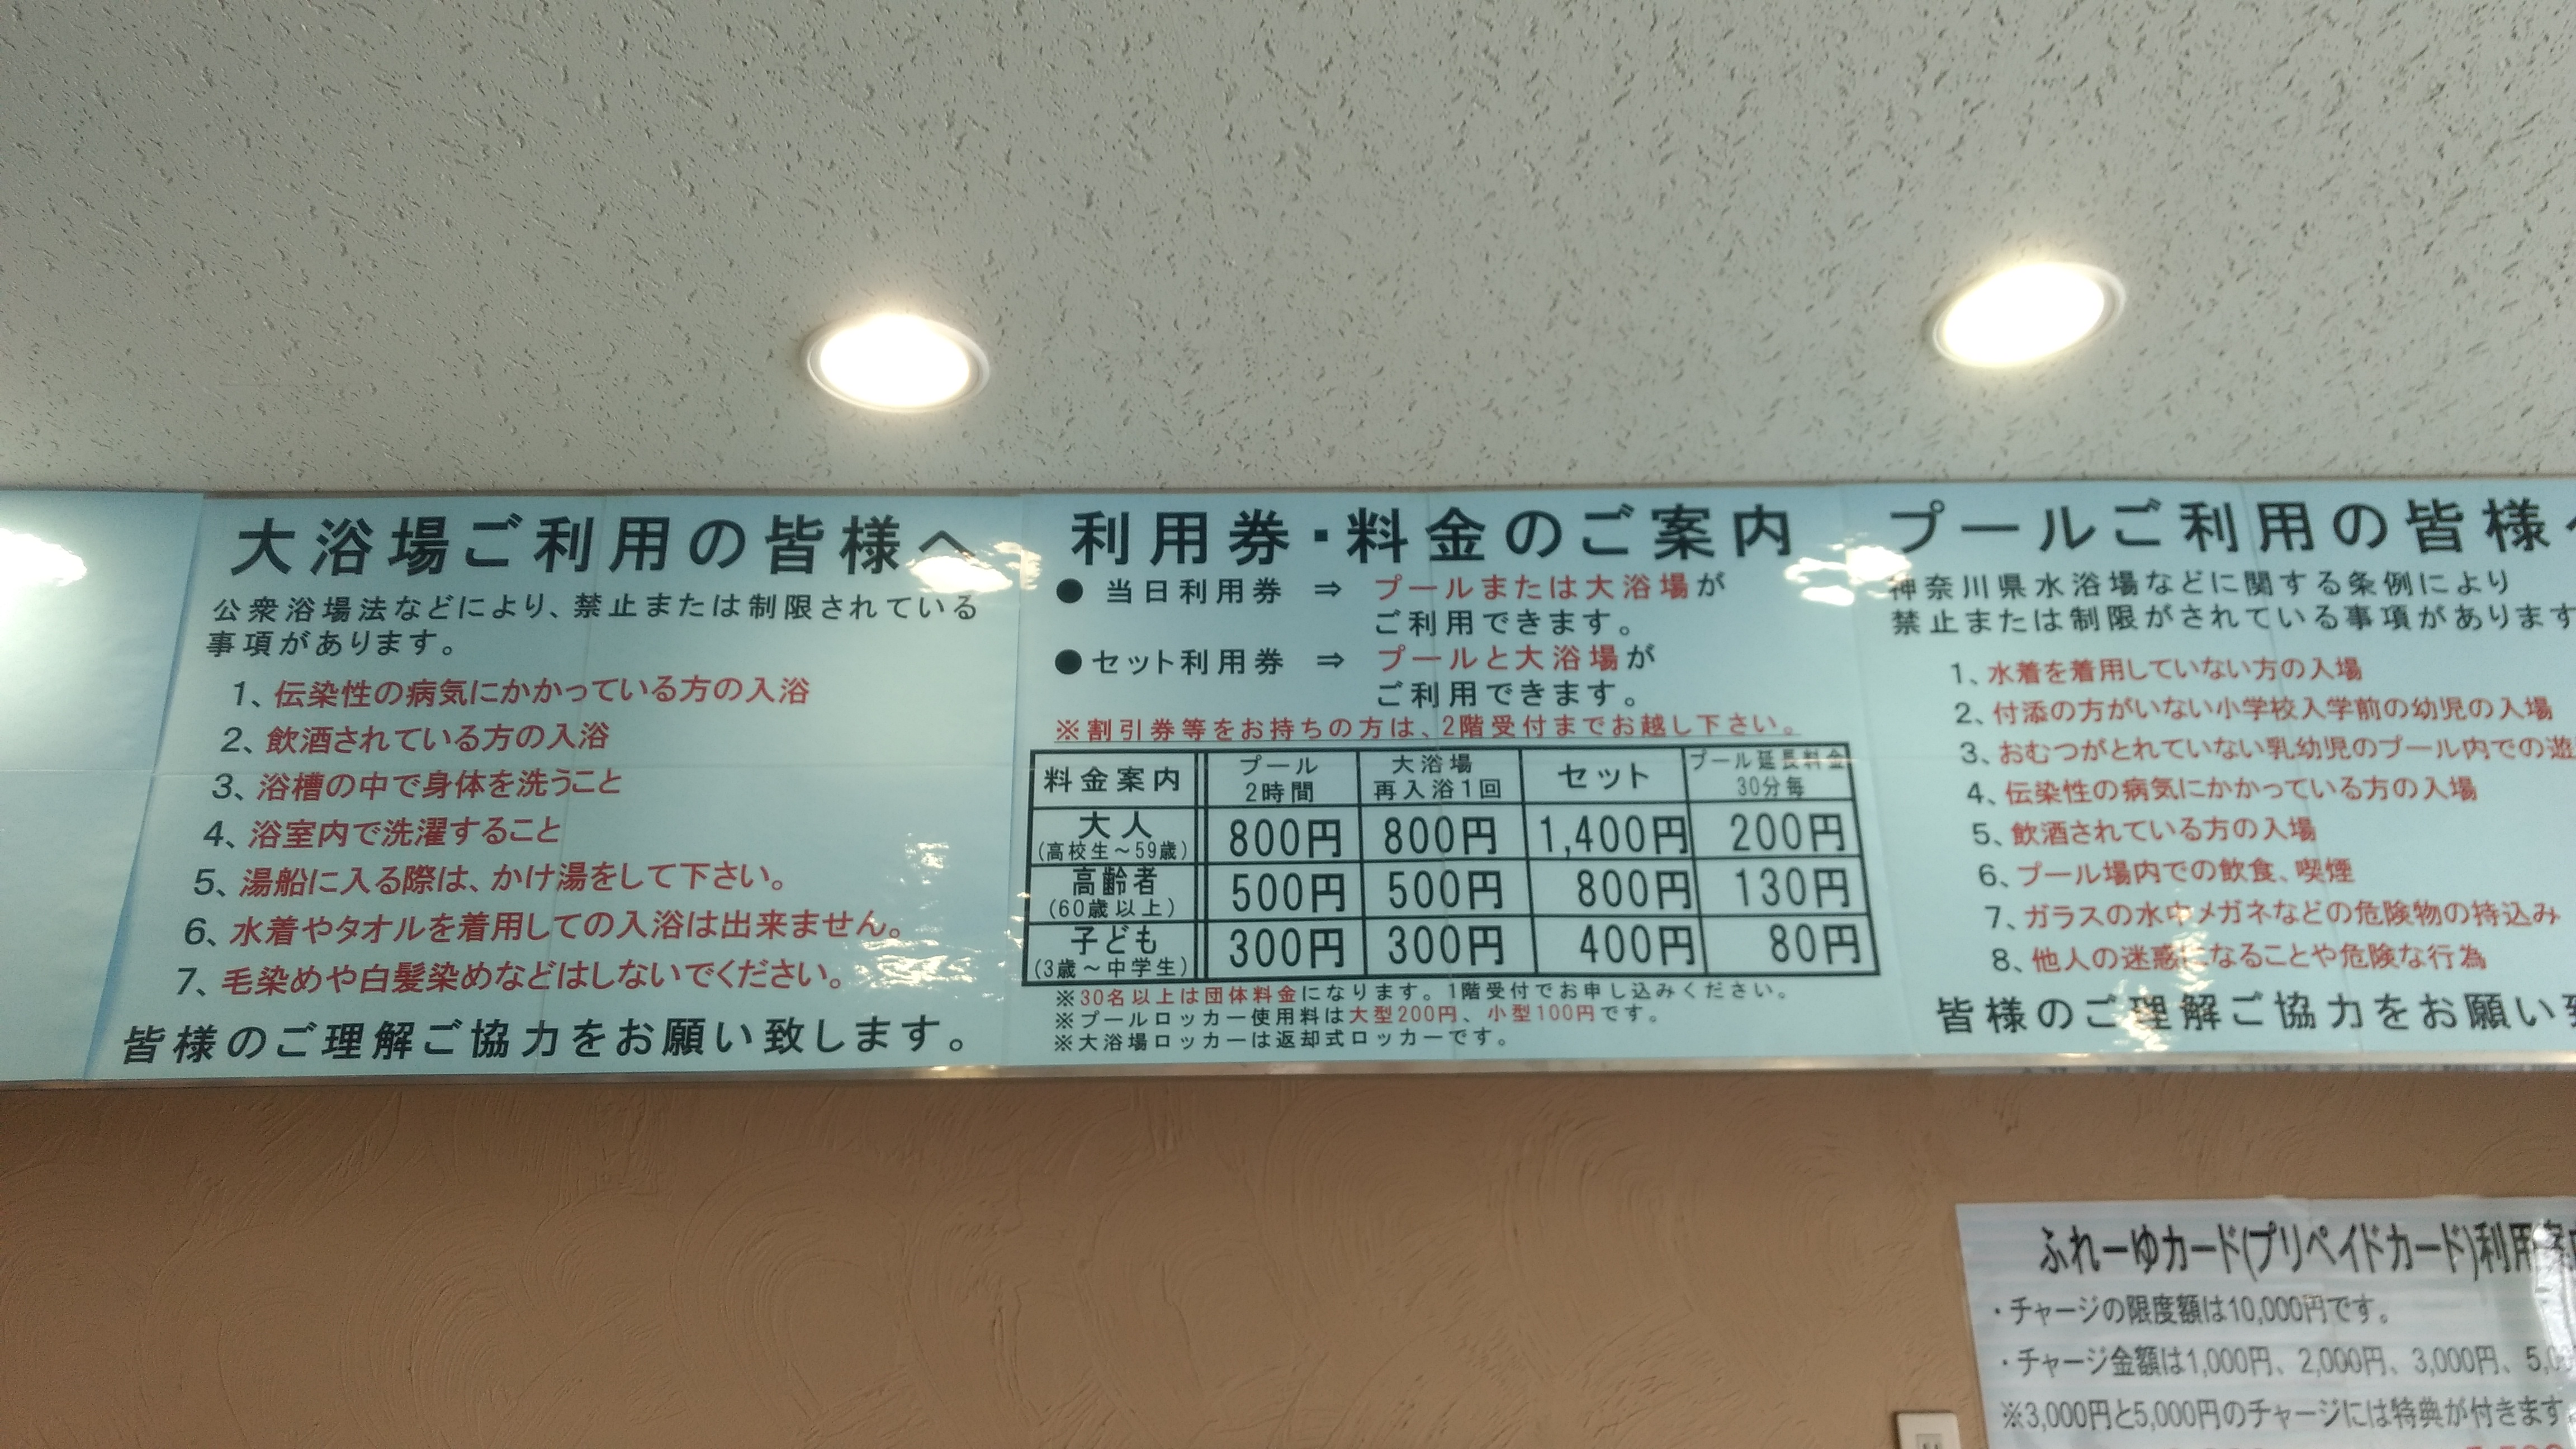 大浴場ご利用の皆様へ
公衆浴場法などにより、禁止または制限されている
事項があります。
1、伝染性の病気にかかっている方の入浴
2、飲酒されている方の入浴
3、浴槽の中で身体を洗うこと
4、浴室内で洗濯すること
5、湯船に入る際は、かけ湯をして下さい。
6、水着やタオルを着用しての入浴は出来ません。
7、毛染めや白髪染めなどはしないでください。
皆様のご理解ご協力をお願い致します。
利用券・料金のご案内
● 当日利用券 ⇒ プールまたは大浴場が
ご利用できます。
● セット利用券 ⇒ プールと大浴場が
ご利用できます。
※割引券等をお持ちの方は、2階受付までお越し下さい。
料金案内 プール 2時間 大浴場 再入浴1回 セット プール延長料金 30分毎
大人 (高校生～59歳) 800円 800円 1,400円 200円
高齢者 (60歳以上) 500円 500円 800円 130円
子ども (3歳～中学生) 300円 300円 400円 80円
※30名以上は団体料金になります。1階受付でお申し込みください。
※プールロッカー使用料は大型200円、小型100円です。
※大浴場ロッカーは返却式ロッカーです。
プールご利用の皆様
神奈川県水浴場などに関する条例により
禁止または制限がされている事項があります
1、水着を着用していない方の入場
2、付添の方がいない小学校入学前の幼児の入場
3、おむつがとれていない乳幼児のプール内での遊
4、伝染性の病気にかかっている方の入場
5、飲酒されている方の入場
6、プール場内での飲食、喫煙
7、ガラスの水中メガネなどの危険物の持込み
8、他人の迷惑になることや危険な行為
皆様のご理解ご協力をお願い
ふれーゆカード(プリペイドカード)利用案
・チャージの限度額は10,000円です。
・チャージ金額は1,000円、2,000円、3,000円、5,0
※3,000円と5,000円のチャージには特典が付きます